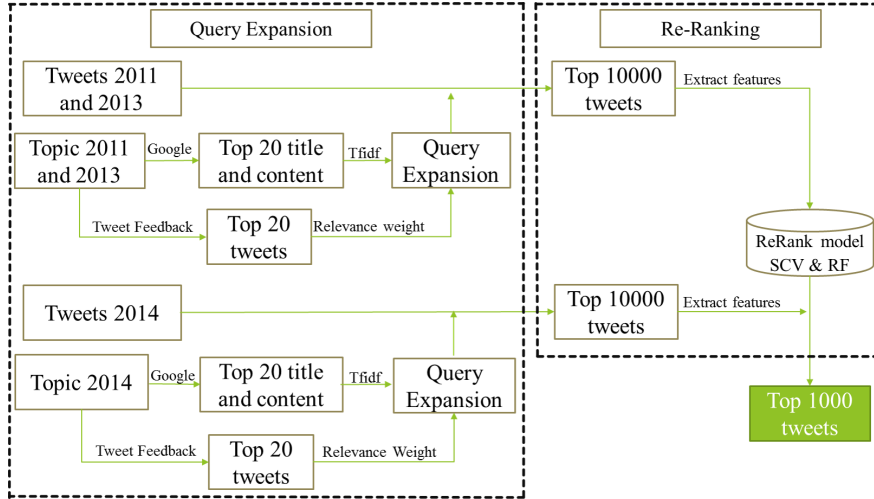 Query Expansion
Re-Ranking
Tweets 2011
and 2013
Top 10000
tweets
Extract features
Topic 2011
and 2013
Google
Top 20 title
and content
Tfidf
Query
Expansion
Tweet Feedback
Top 20
tweets
Relevance weight
ReRank model
SCV & RF
Tweets 2014
Top 10000
tweets
Extract features
Topic 2014
Google
Top 20 title
and content
Tfidf
Query
Expansion
Top 1000
tweets
Tweet Feedback
Top 20
tweets
Relevance Weight